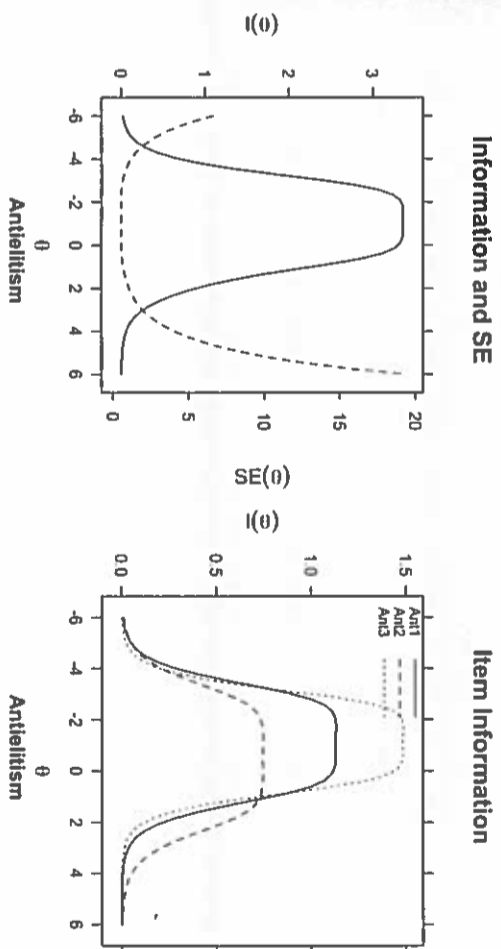 Information and SE
I(θ)
0 1 2 3
-6 -4 -2 0 2 4 6
θ
Antielitism
0 5 10 15 20
SE(θ)
Item Information
I(θ)
0.0 0.5 1.0 1.5
Ant1
Ant2
Ant3
-6 -4 -2 0 2 4 6
θ
Antielitism